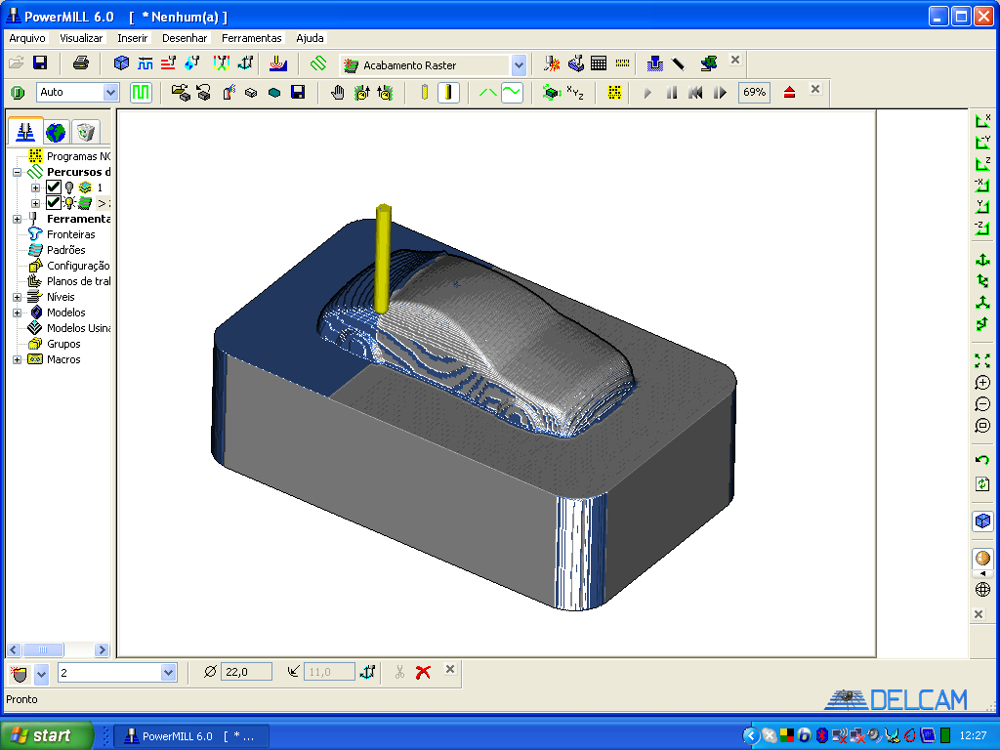 PowerMILL 6.0 [ * Nenhum(a) ]
Arquivo Visualizar Inserir Desenhar Ferramentas Ajuda
Acabamento Raster
Auto
XYZ
69%
Programas NC
Percursos d
1
>
Ferramenta
Fronteiras
Padrões
Configuração
Planos de tral
Níveis
Modelos
Modelos Usina
Grupos
Macros
X
-Y
Z
-X
Y
-Z
2
22,0
11,0
Pronto
DELCAM
start
PowerMILL 6.0 [ * ...
12:27